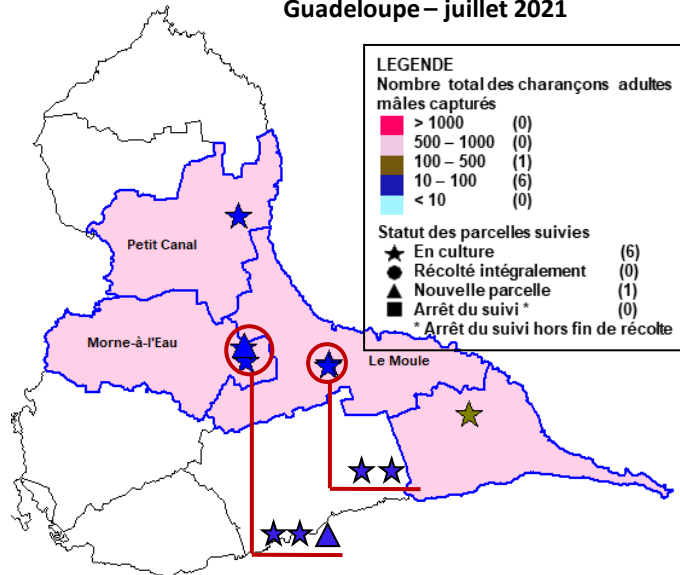 Guadeloupe – juillet 2021
LEGENDE
Nombre total des charançons adultes
mâles capturés
> 1000 (0)
500 – 1000 (0)
100 – 500 (1)
10 – 100 (6)
< 10 (0)
Statut des parcelles suivies
En culture (6)
Récolté intégralement (0)
Nouvelle parcelle (1)
Arrêt du suivi * (0)
* Arrêt du suivi hors fin de récolte
Petit Canal
Morne-à-l'Eau
Le Moule